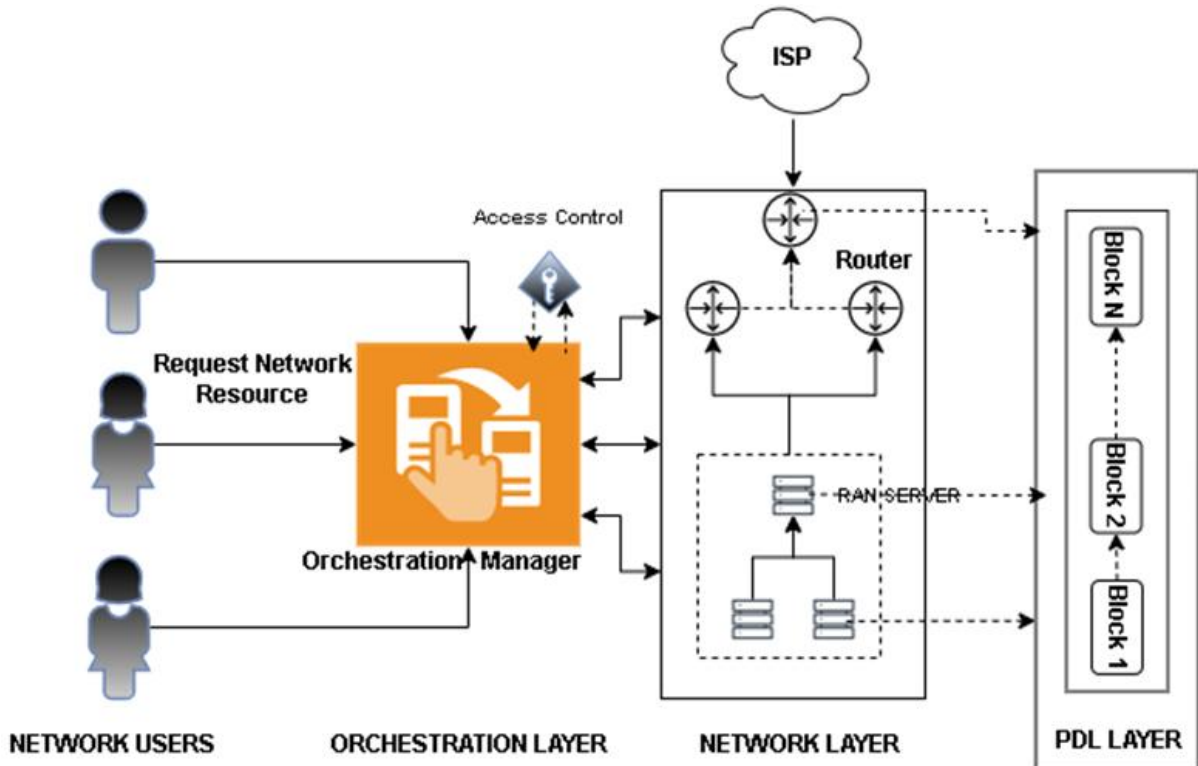 ISP
Access Control
Router
Request Network
Resource
Orchestration Manager
RAN SERVER
Block N
Block 2
Block 1
NETWORK USERS
ORCHESTRATION LAYER
NETWORK LAYER
PDL LAYER